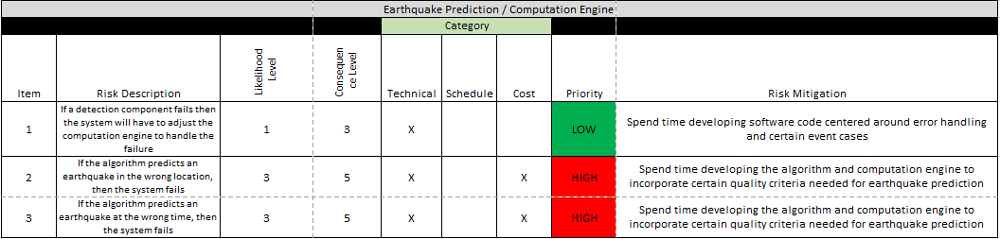 Earthquake Prediction / Computation Engine
Category
Item
Risk Description
Likelihood
Level
Consequen
ce Level
Technical
Schedule
Cost
Priority
Risk Mitigation
1
If a detection component fails then
the system will have to adjust the
computation engine to handle the
failure
1
3
X
LOW
Spend time developing software code centered around error handling
and certain event cases
2
If the algorithm predicts an
earthquake in the wrong location,
then the system fails
3
5
X
X
HIGH
Spend time developing the algorithm and computation engine to
incorporate certain quality criteria needed for earthquake prediction
3
If the algorithm predicts an
earthquake at the wrong time, then
the system fails
3
5
X
X
HIGH
Spend time developing the algorithm and computation engine to
incorporate certain quality criteria needed for earthquake prediction